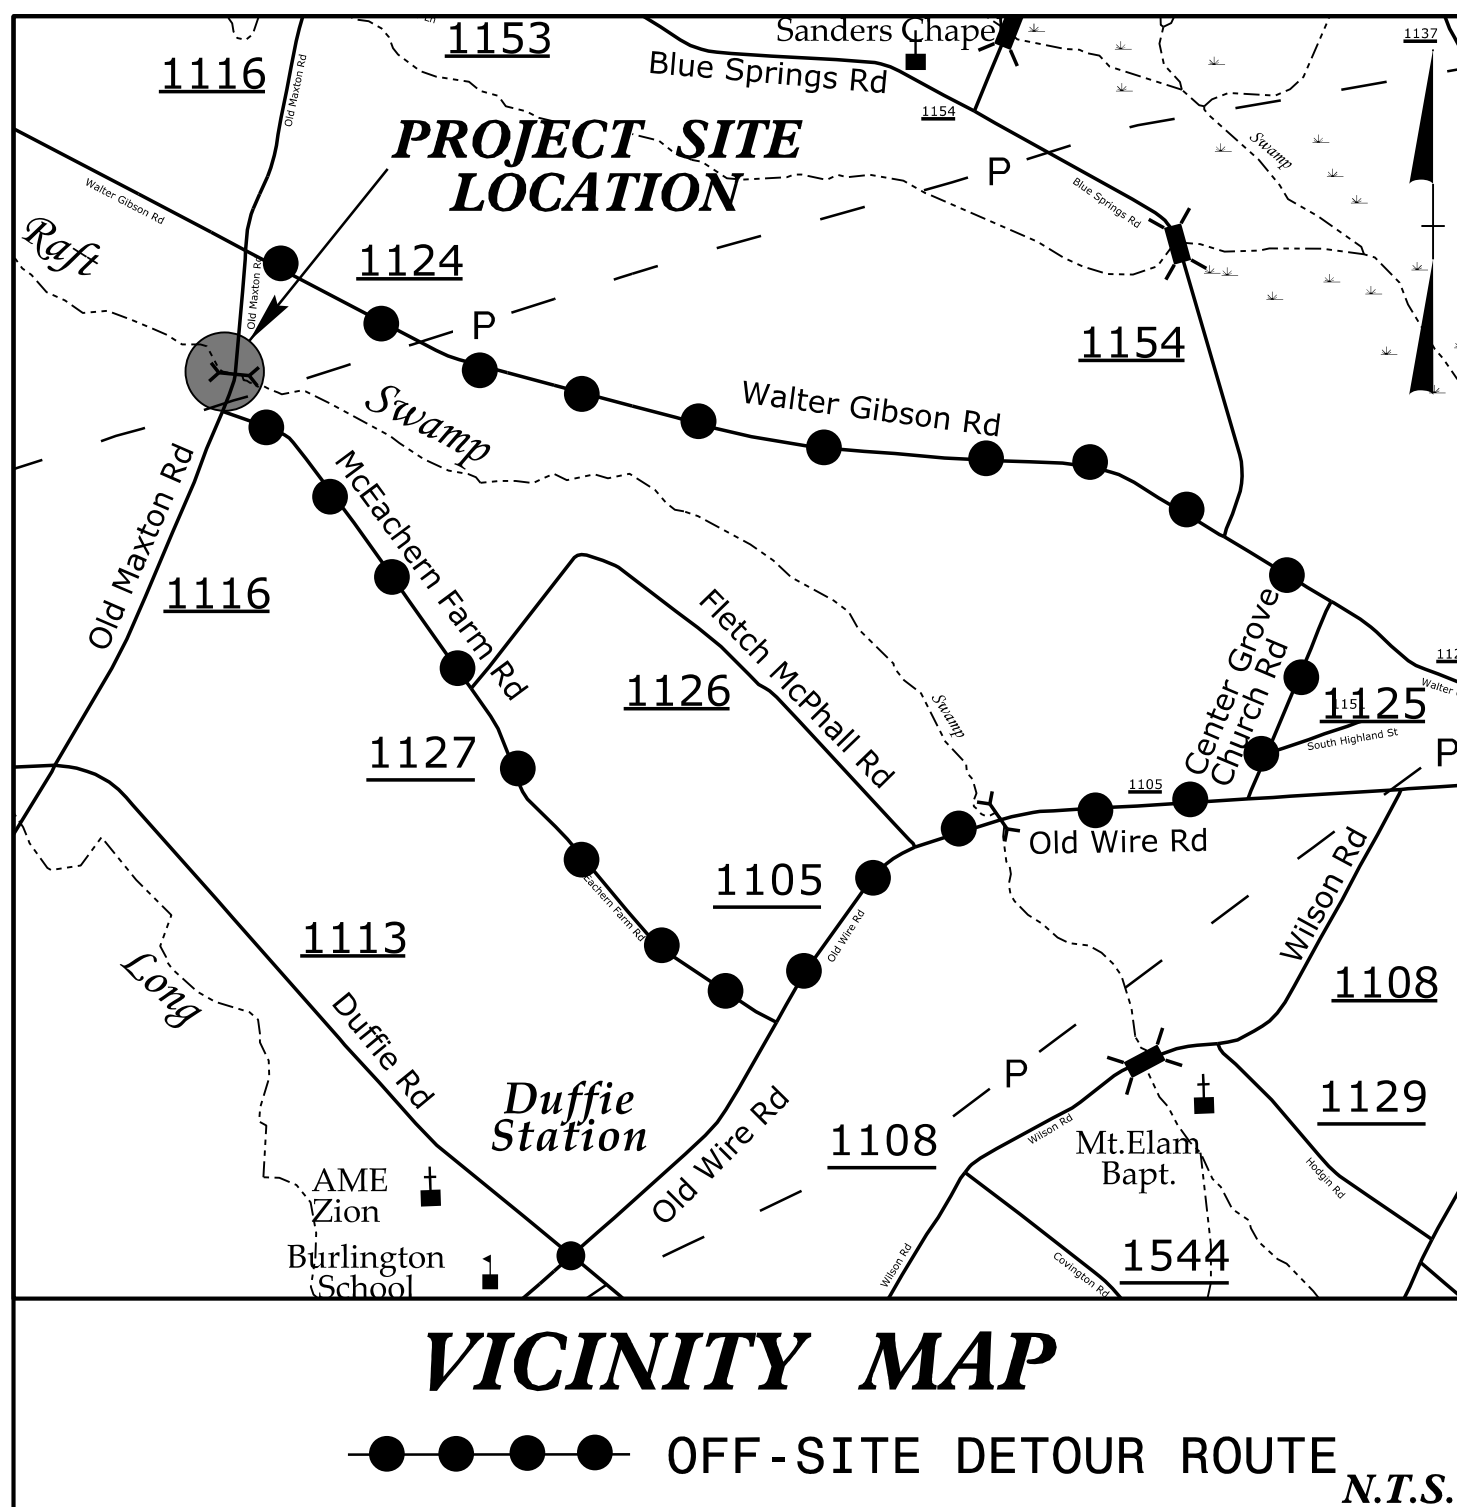 1153
Sanders Chape
1137
1116
Old Maxton Rd
Blue Springs Rd
1154
PROJECT SITE
LOCATION
P
Swamp
Walter Gibson Rd
Blue Springs Rd
Raft
1124
Old Maxton Rd
P
1154
Swamp
Walter Gibson Rd
Old Maxton Rd
McEachern Farm Rd
1116
Fletch McPhall Rd
Center Grove
Church Rd
1126
Swamp
1125
1151
Walter
South Highland St
1127
P
1105
Old Wire Rd
1105
Wilson Rd
Eachern Farm Rd
Old Wire Rd
1113
Long
1108
Duffie Rd
P
Duffie
Station
Old Wire Rd
1108
Wilson Rd
Mt.Elam
Bapt.
1129
Hodgin Rd
AME
Zion
Burlington
School
Wilson Rd
Covington Rd
1544
VICINITY MAP
OFF-SITE DETOUR ROUTE
N.T.S.